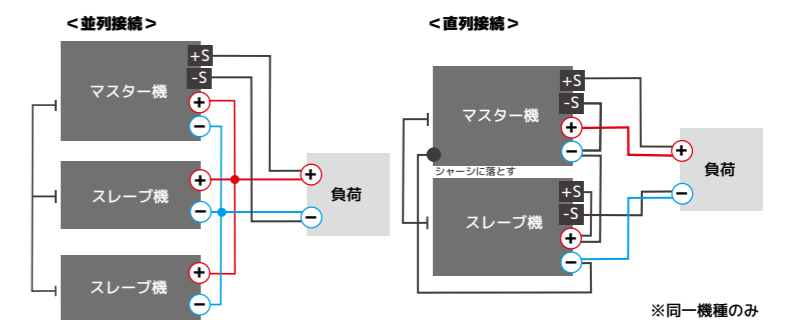 ＜並列接続＞
＜直列接続＞
マスター機
+S
-S
+
−
スレーブ機
+
−
スレーブ機
+
−
+
−
負荷
マスター機
+S
-S
+
−
シャーシに落とす
スレーブ機
+S
-S
+
−
+
−
負荷
※同一機種のみ